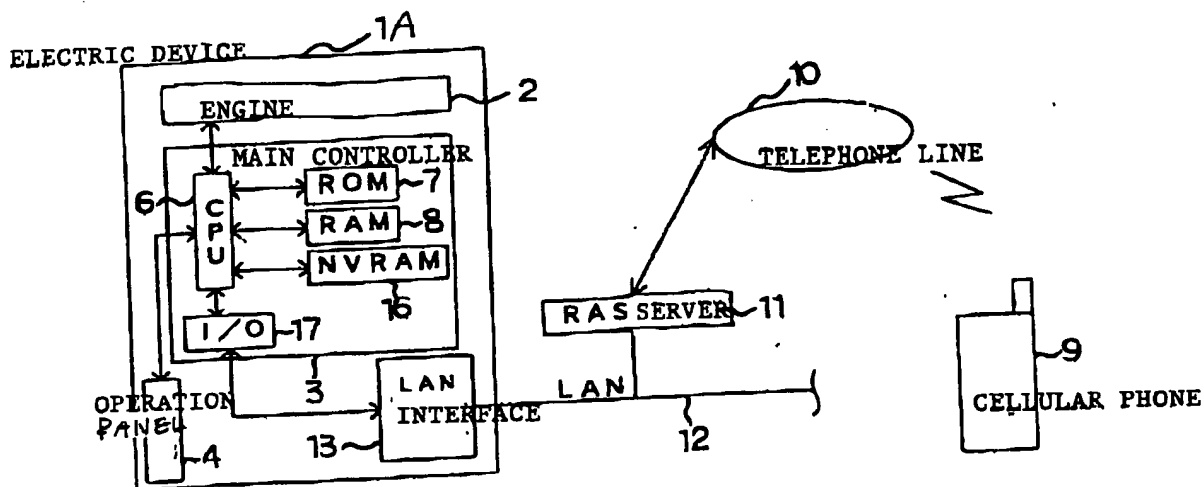 1A
ELECTRIC DEVICE
ENGINE
2
10
TELEPHONE LINE
MAIN CONTROLLER
6
CPU
ROM
7
RAM
8
NVRAM
16
I/O
17
3
RAS SERVER
11
9
CELLULAR PHONE
OPERATION
PANEL
4
LAN
INTERFACE
13
LAN
12